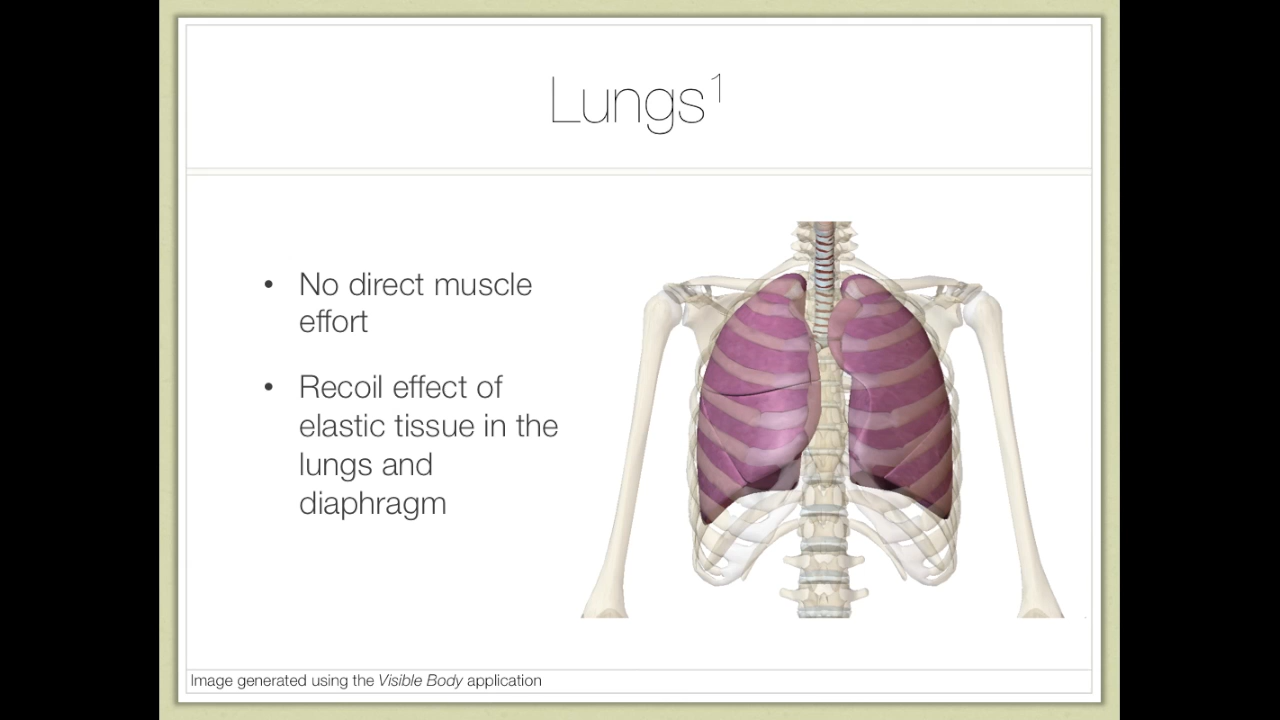 Lungs¹
• No direct muscle
effort
• Recoil effect of
elastic tissue in the
lungs and
diaphragm
Image generated using the Visible Body application